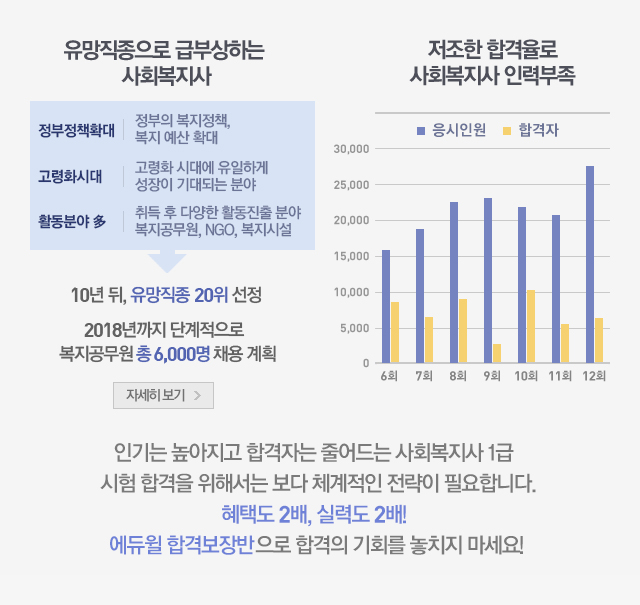 유망직종으로 급부상하는
사회복지사
정부정책확대
정부의 복지정책,
복지 예산 확대
고령화시대
고령화 시대에 유일하게
성장이 기대되는 분야
활동분야 多
취득 후 다양한 활동진출 분야
복지공무원, NGO, 복지시설
10년 뒤, 유망직종 20위 선정
2018년까지 단계적으로
복지공무원 총 6,000명 채용 계획
자세히 보기 >
저조한 합격율로
사회복지사 인력부족
응시인원 합격자
30,000
25,000
20,000
15,000
10,000
5,000
0
6회 7회 8회 9회 10회 11회 12회
인기는 높아지고 합격자는 줄어드는 사회복지사 1급
시험 합격을 위해서는 보다 체계적인 전략이 필요합니다.
혜택도 2배, 실력도 2배!
에듀윌 합격보장반으로 합격의 기회를 놓치지 마세요!